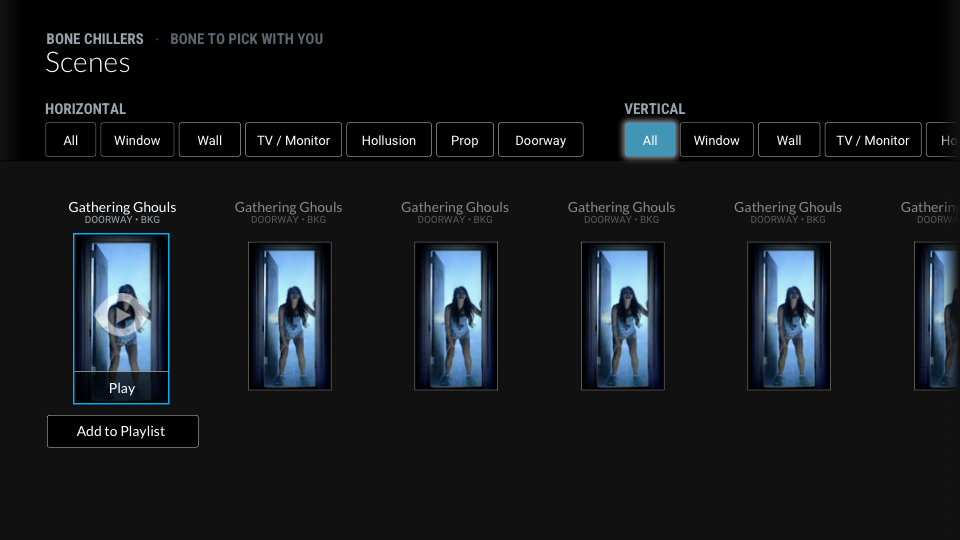 BONE CHILLERS · BONE TO PICK WITH YOU
Scenes
HORIZONTAL VERTICAL
All Window Wall TV / Monitor Hollusion Prop Doorway All Window Wall TV / Monitor Ho
Gathering Ghouls Gathering Ghouls Gathering Ghouls Gathering Ghouls Gathering Ghouls Gatherin
DOORWAY • BKG DOORWAY • BKG DOORWAY • BKG DOORWAY • BKG DOORWAY • BKG DOORWA
Play
Add to Playlist